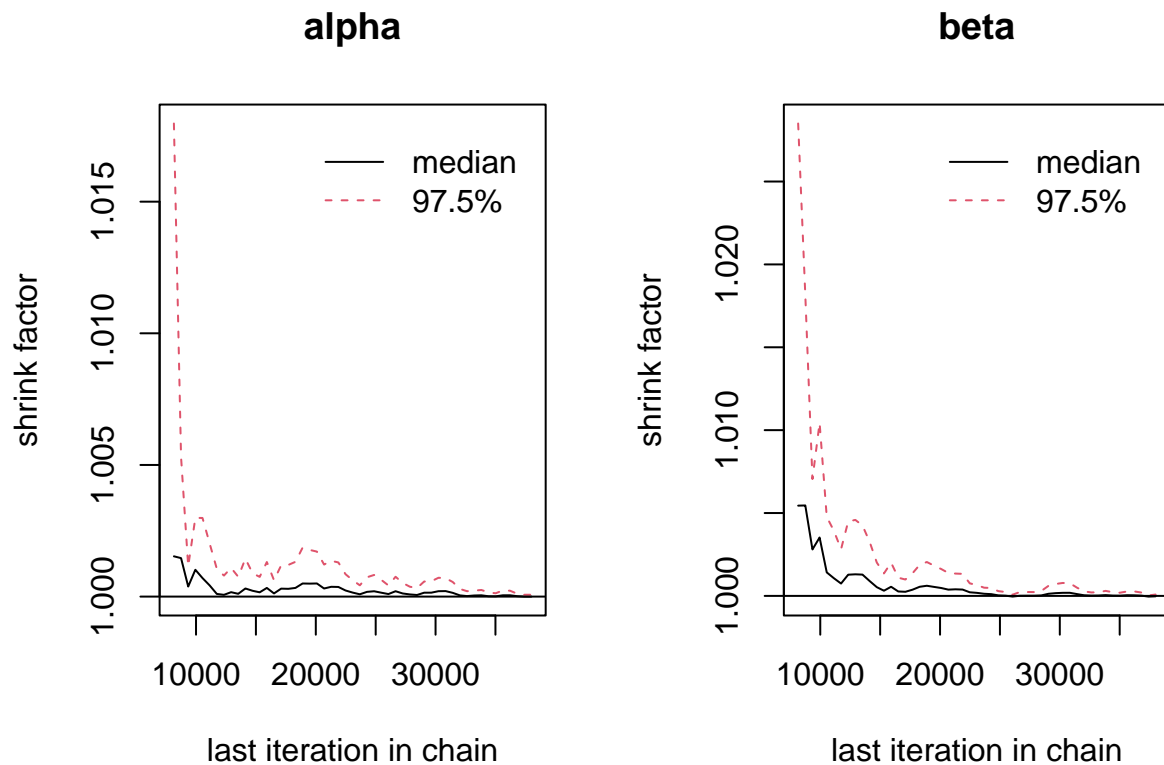 alpha
shrink factor
1.000
1.005
1.010
1.015
median
97.5%
10000 20000 30000
last iteration in chain
beta
shrink factor
1.000
1.010
1.020
median
97.5%
10000 20000 30000
last iteration in chain